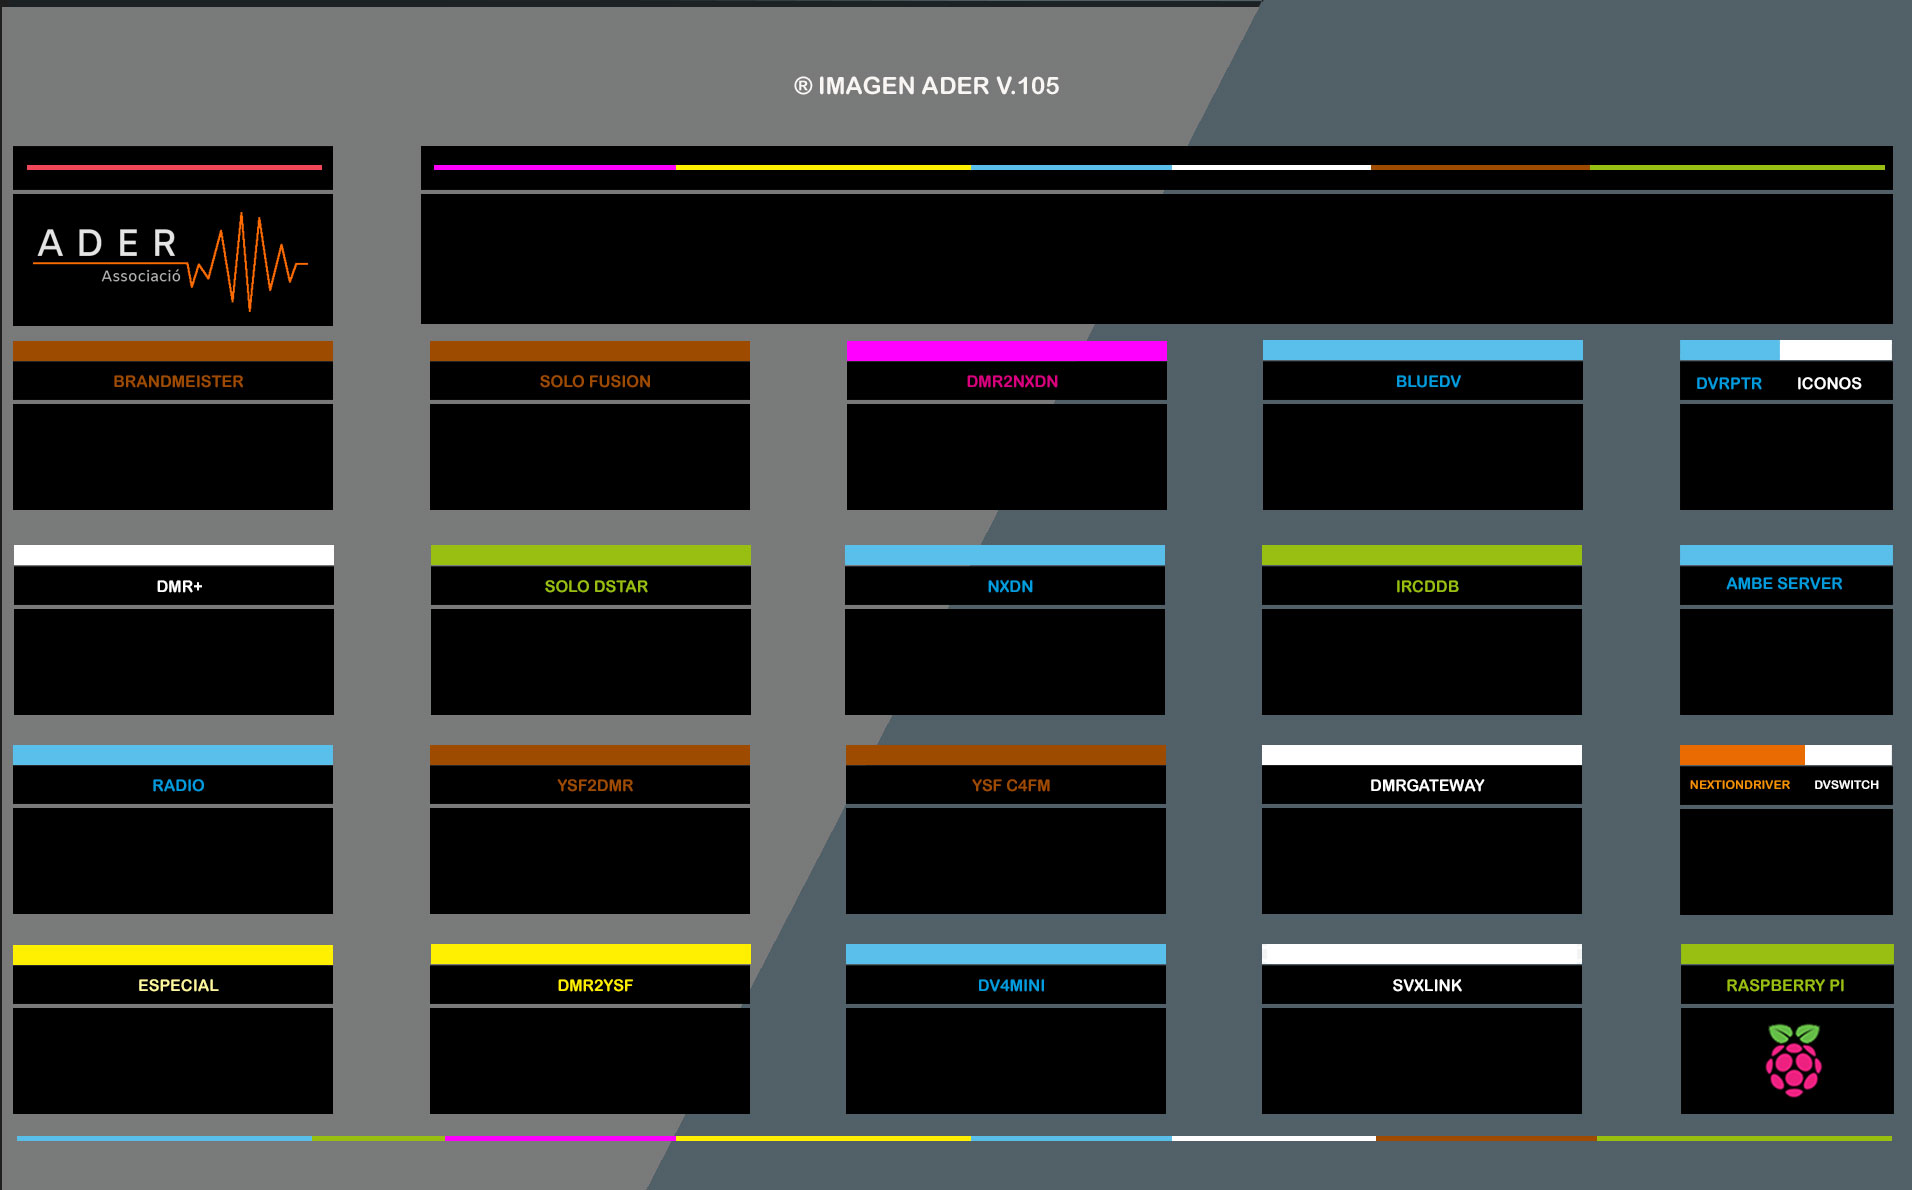 ® IMAGEN ADER V.105
ADER
Associació
BRANDMEISTER
SOLO FUSION
DMR2NXDN
BLUEDV
DVRPTR
ICONOS
DMR+
SOLO DSTAR
NXDN
IRCDDB
AMBE SERVER
RADIO
YSF2DMR
YSF C4FM
DMRGATEWAY
NEXTIONDRIVER
DVSWITCH
ESPECIAL
DMR2YSF
DV4MINI
SVXLINK
RASPBERRY PI